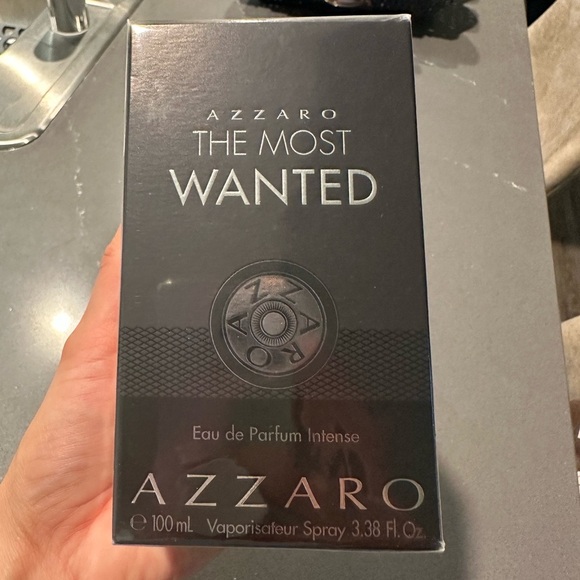 AZZARO
THE MOST
WANTED
AZZARO
Eau de Parfum Intense
AZZARO
℮ 100 mL Vaporisateur Spray 3.38 Fl. Oz.